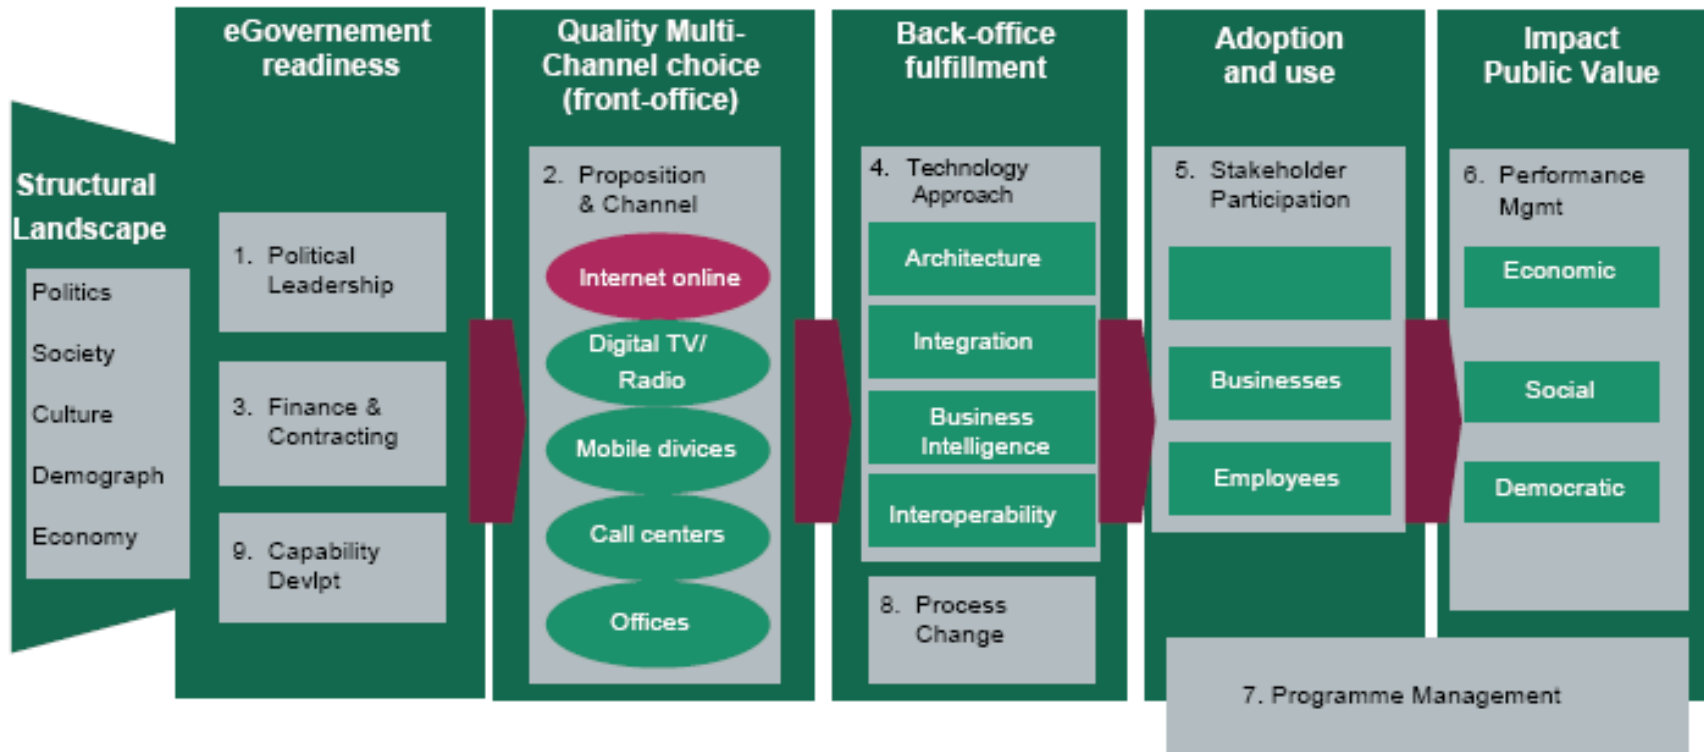 Structural
Landscape
Politics
Society
Culture
Demograph
Economy
eGovernement
readiness
1. Political
Leadership
3. Finance &
Contracting
9. Capability
Devlpt
Quality Multi-
Channel choice
(front-office)
2. Proposition
& Channel
Internet online
Digital TV/
Radio
Mobile divices
Call centers
Offices
Back-office
fulfillment
4. Technology
Approach
Architecture
Integration
Business
Intelligence
Interoperability
8. Process
Change
Adoption
and use
5. Stakeholder
Participation
Businesses
Employees
Impact
Public Value
6. Performance
Mgmt
Economic
Social
Democratic
7. Programme Management